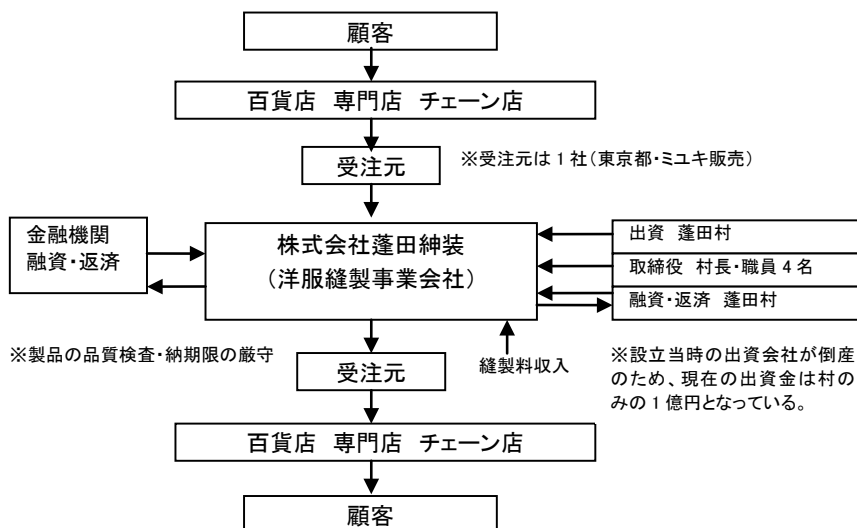 顧客
百貨店 専門店 チェーン店
受注元
※受注元は1社(東京都・ミユキ販売)
金融機関
融資・返済
株式会社蓬田紳装
(洋服縫製事業会社)
出資 蓬田村
取締役 村長・職員4名
融資・返済 蓬田村
※製品の品質検査・納期限の厳守
受注元
縫製料収入
※設立当時の出資会社が倒産
のため、現在の出資金は村の
みの1億円となっている。
百貨店 専門店 チェーン店
顧客